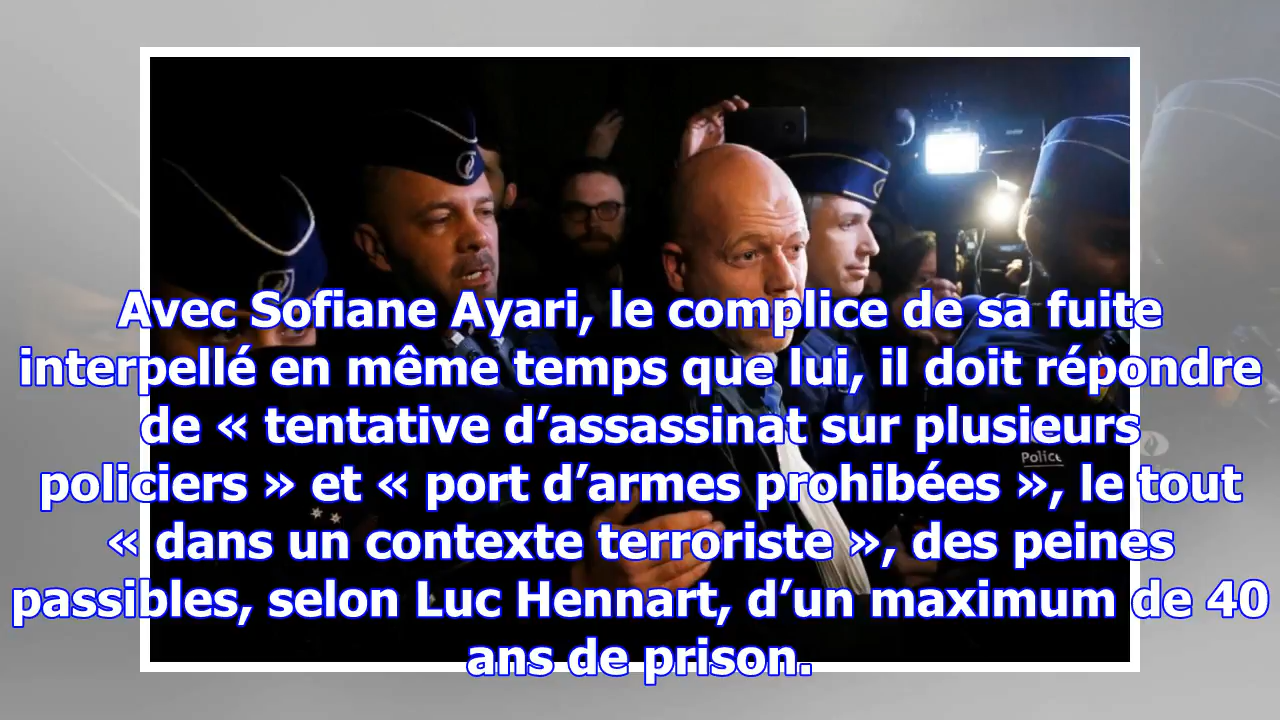 Avec Sofiane Ayari, le complice de sa fuite
interpellé en même temps que lui, il doit répondre
de « tentative d’assassinat sur plusieurs
policiers » et « port d’armes prohibées », le tout
« dans un contexte terroriste », des peines
passibles, selon Luc Hennart, d’un maximum de 40
ans de prison.
Police